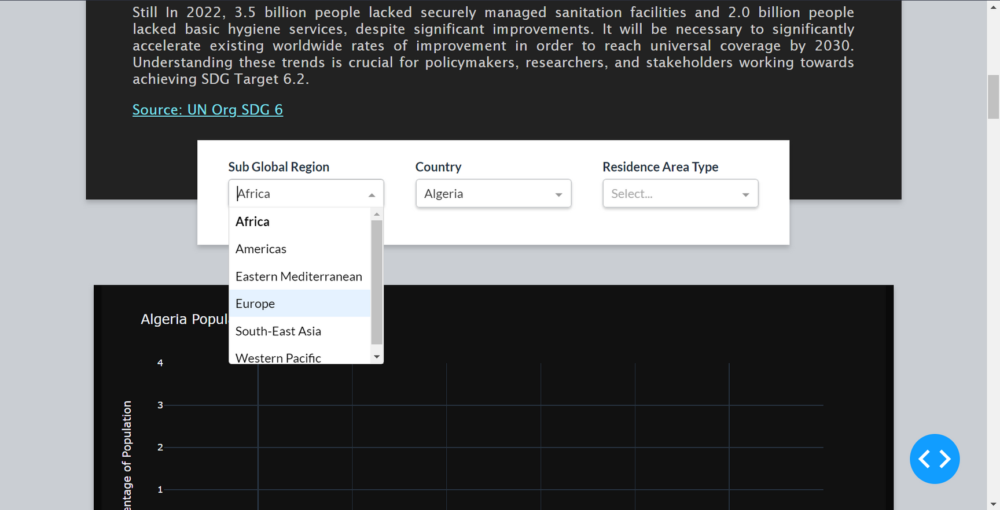 Still In 2022, 3.5 billion people lacked securely managed sanitation facilities and 2.0 billion people
lacked basic hygiene services, despite significant improvements. It will be necessary to significantly
accelerate existing worldwide rates of improvement in order to reach universal coverage by 2030.
Understanding these trends is crucial for policymakers, researchers, and stakeholders working towards
achieving SDG Target 6.2.
Source: UN Org SDG 6
Sub Global Region
Country
Residence Area Type
Africa
Algeria
Select...
Africa
Americas
Eastern Mediterranean
Europe
South-East Asia
Western Pacific
Algeria
4
3
2
1
of Population